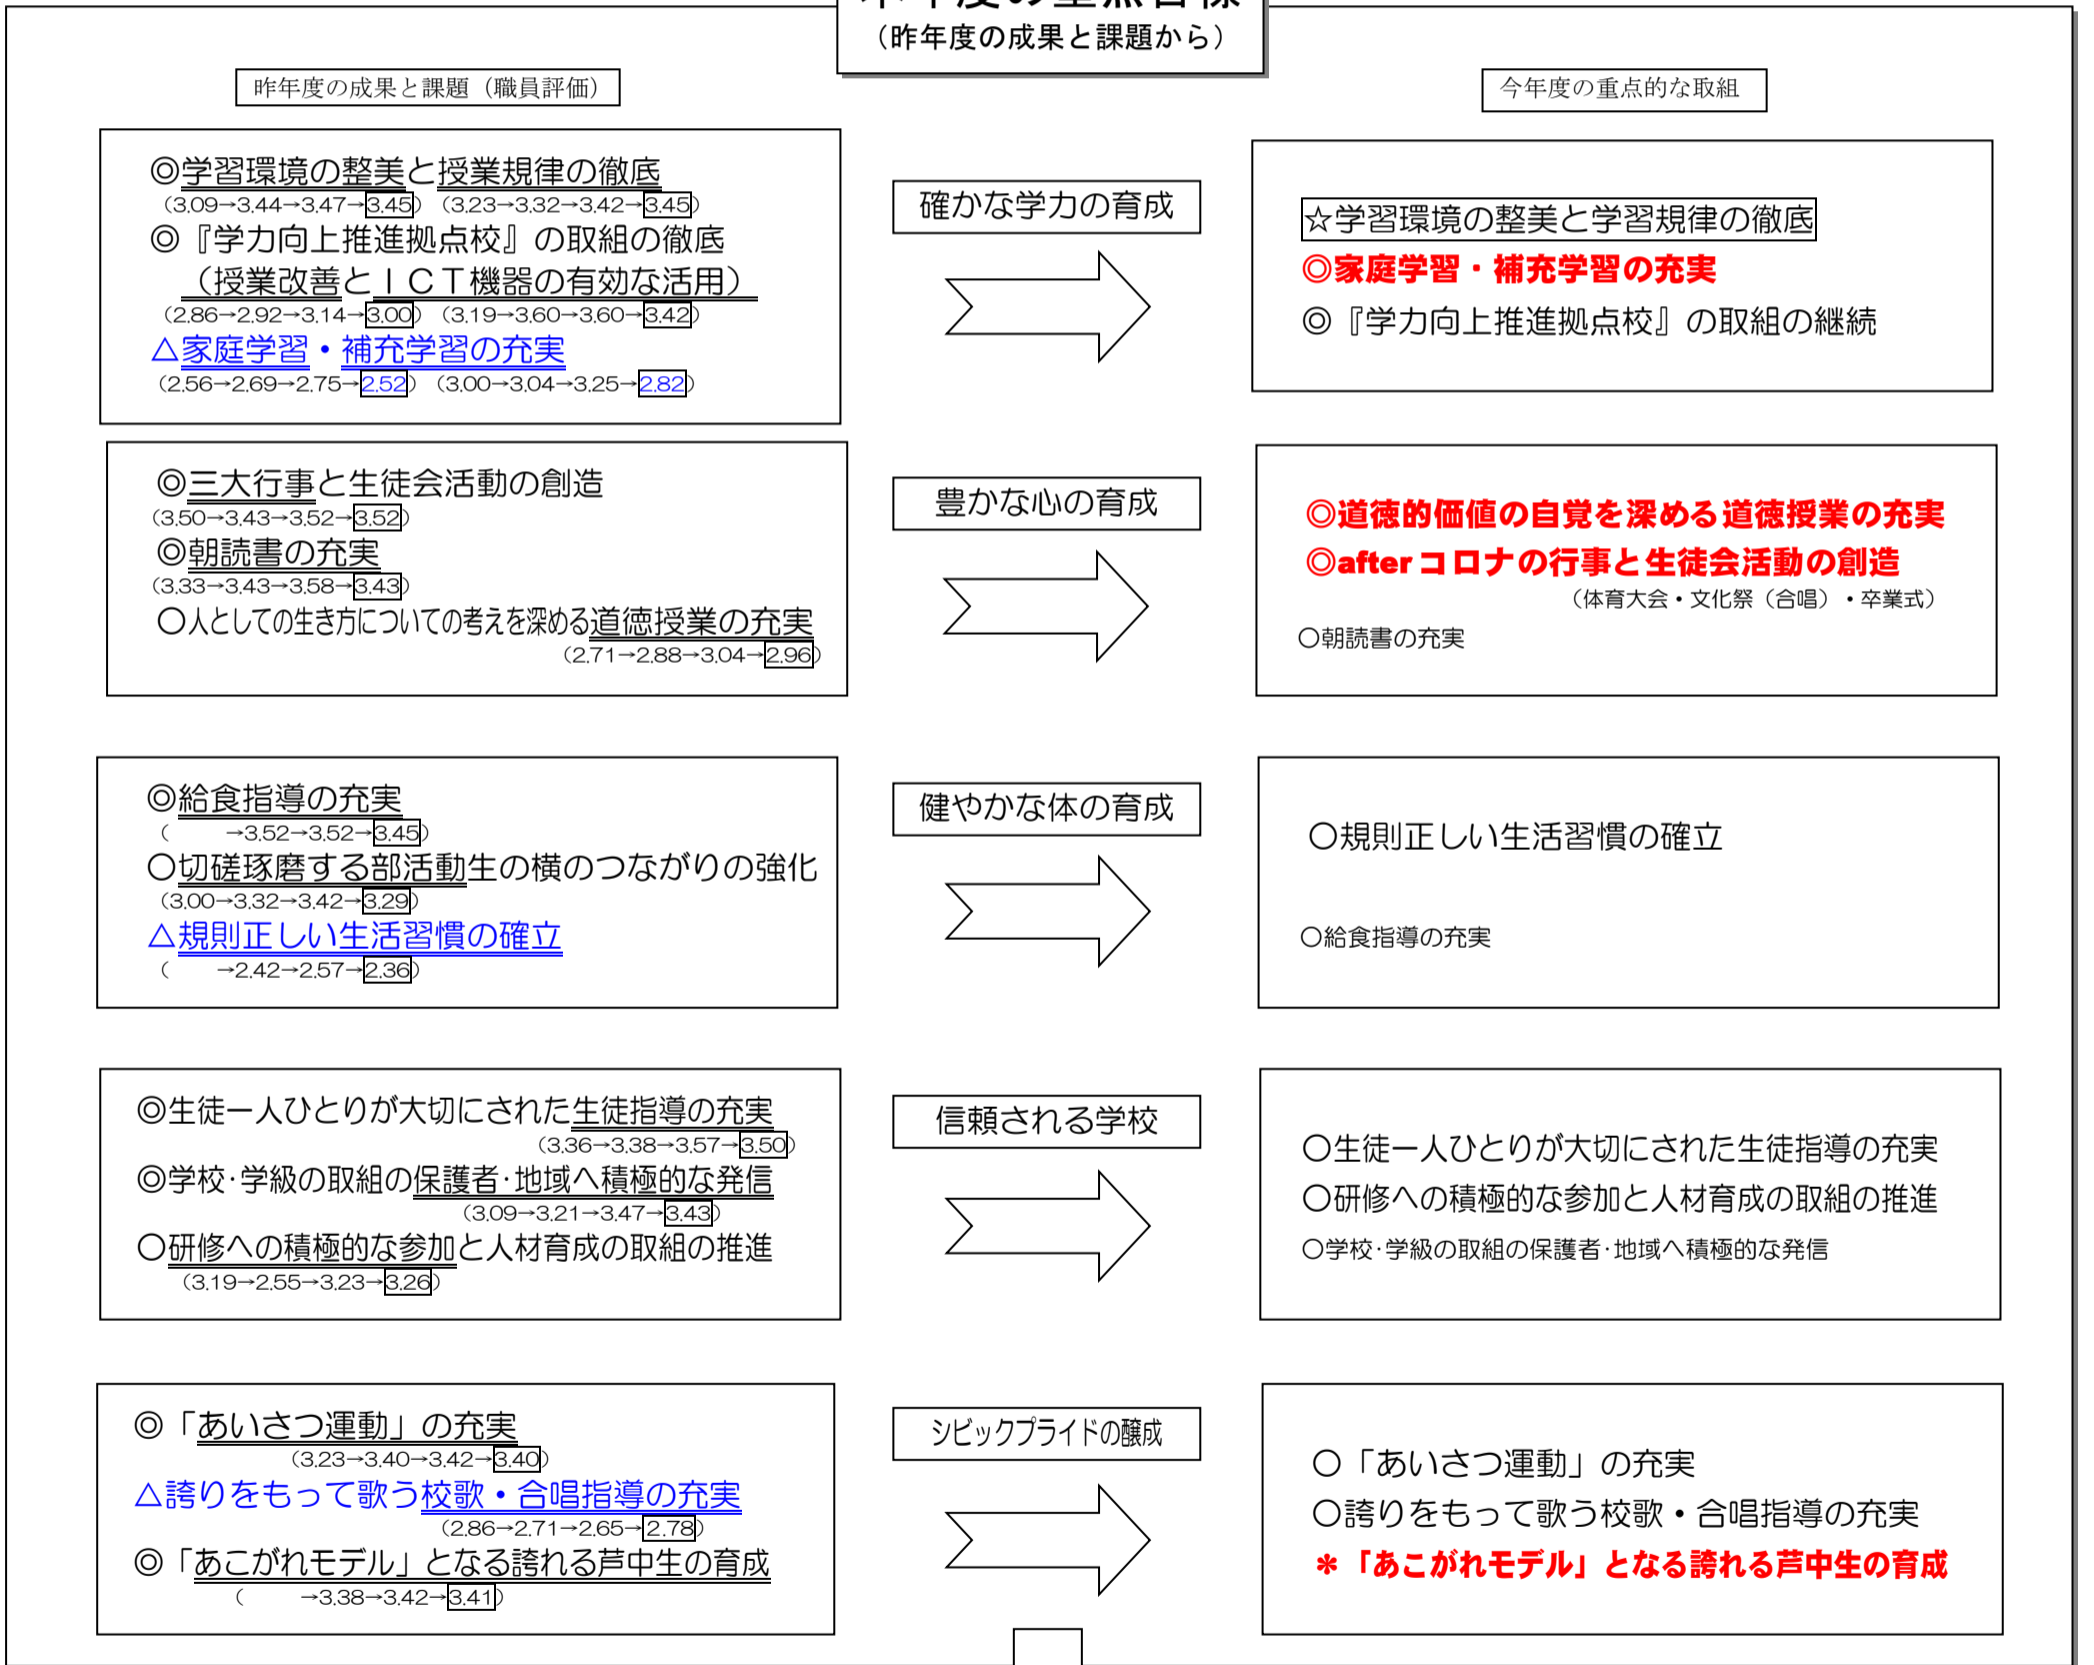 本年度の重点目標
（昨年度の成果と課題から）
昨年度の成果と課題（職員評価）
今年度の重点的な取組
◎学習環境の整美と授業規律の徹底
（3.09→3.44→3.47→3.45）（3.23→3.32→3.42→3.45）
◎『学力向上推進拠点校』の取組の徹底
（授業改善とＩＣＴ機器の有効な活用）
（2.86→2.92→3.14→3.00）（3.19→3.60→3.60→3.42）
△家庭学習・補充学習の充実
（2.56→2.69→2.75→2.52）（3.00→3.04→3.25→2.82）
確かな学力の育成
☆学習環境の整美と学習規律の徹底
◎家庭学習・補充学習の充実
◎『学力向上推進拠点校』の取組の継続
◎三大行事と生徒会活動の創造
（3.50→3.43→3.52→3.52）
◎朝読書の充実
（3.33→3.43→3.58→3.43）
〇人としての生き方についての考えを深める道徳授業の充実
（2.71→2.88→3.04→2.96）
豊かな心の育成
◎道徳的価値の自覚を深める道徳授業の充実
◎afterコロナの行事と生徒会活動の創造
（体育大会・文化祭（合唱）・卒業式）
〇朝読書の充実
◎給食指導の充実
（　　→3.52→3.52→3.45）
〇切磋琢磨する部活動生の横のつながりの強化
（3.00→3.32→3.42→3.29）
△規則正しい生活習慣の確立
（　　→2.42→2.57→2.36）
健やかな体の育成
〇規則正しい生活習慣の確立
〇給食指導の充実
◎生徒一人ひとりが大切にされた生徒指導の充実
（3.36→3.38→3.57→3.50）
◎学校・学級の取組の保護者・地域へ積極的な発信
（3.09→3.21→3.47→3.43）
〇研修への積極的な参加と人材育成の取組の推進
（3.19→2.55→3.23→3.26）
信頼される学校
〇生徒一人ひとりが大切にされた生徒指導の充実
〇研修への積極的な参加と人材育成の取組の推進
〇学校・学級の取組の保護者・地域へ積極的な発信
◎「あいさつ運動」の充実
（3.23→3.40→3.42→3.40）
△誇りをもって歌う校歌・合唱指導の充実
（2.86→2.71→2.65→2.78）
◎「あこがれモデル」となる誇れる芦中生の育成
（　　→3.38→3.42→3.41）
シビックプライドの醸成
〇「あいさつ運動」の充実
〇誇りをもって歌う校歌・合唱指導の充実
＊「あこがれモデル」となる誇れる芦中生の育成